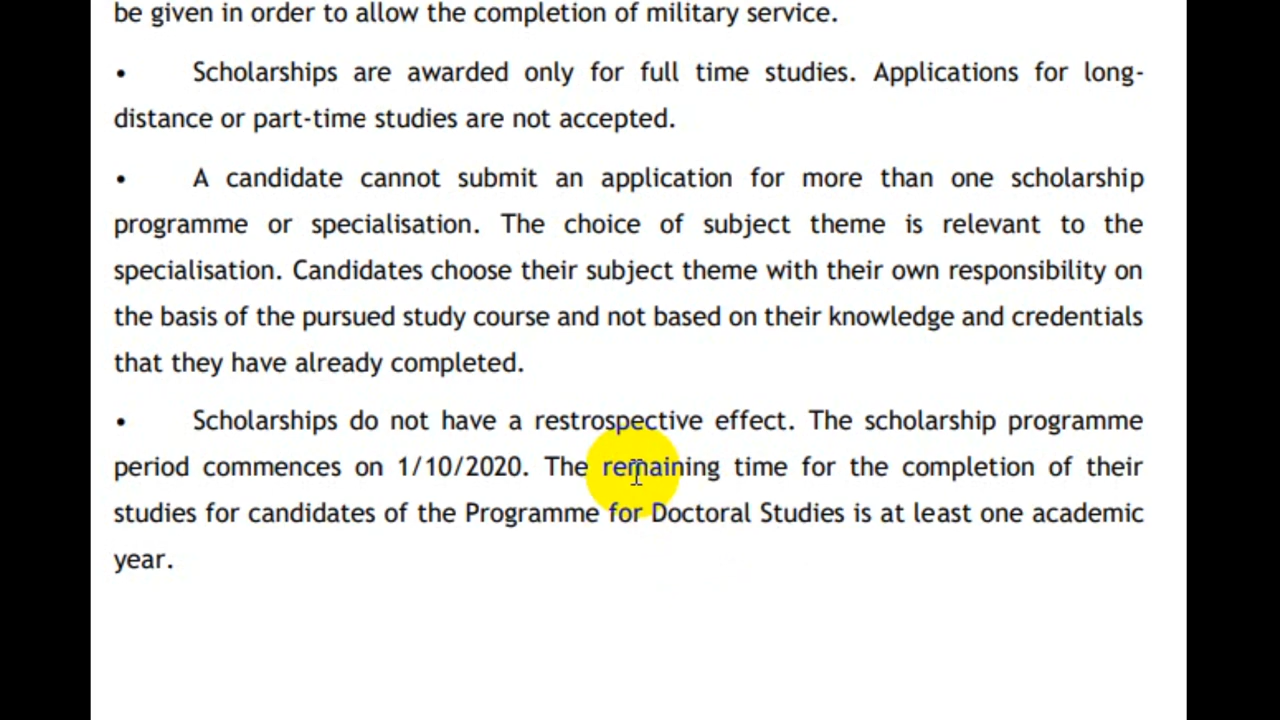 be given in order to allow the completion of military service.
• Scholarships are awarded only for full time studies. Applications for long-
distance or part-time studies are not accepted.
• A candidate cannot submit an application for more than one scholarship
programme or specialisation. The choice of subject theme is relevant to the
specialisation. Candidates choose their subject theme with their own responsibility on
the basis of the pursued study course and not based on their knowledge and credentials
that they have already completed.
• Scholarships do not have a restrospective effect. The scholarship programme
period commences on 1/10/2020. The remaining time for the completion of their
studies for candidates of the Programme for Doctoral Studies is at least one academic
year.